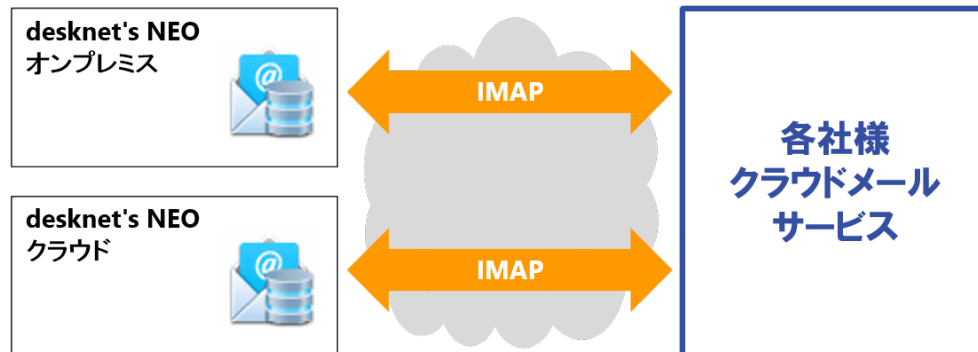 desknet's NEO
オンプレミス
@
IMAP
desknet's NEO
クラウド
@
IMAP
各社様
クラウドメール
サービス